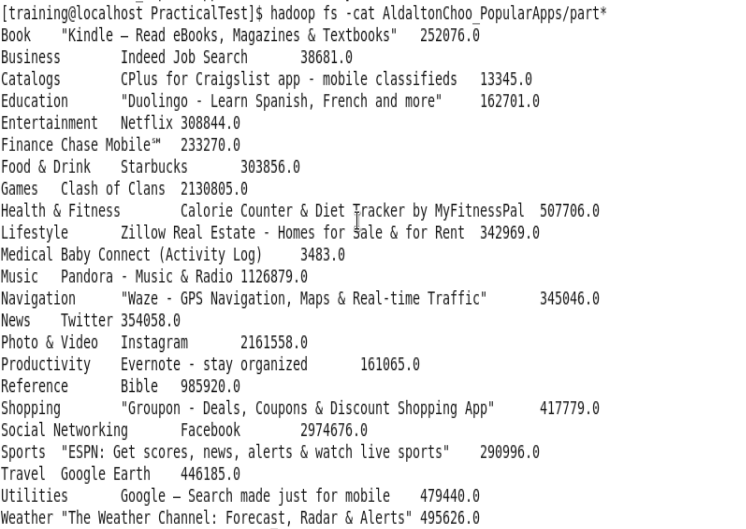 [training@localhost PracticalTest]$ hadoop fs -cat AldaltonChoo_PopularApps/part*
Book "Kindle – Read eBooks, Magazines & Textbooks" 252076.0
Business Indeed Job Search 38681.0
Catalogs CPlus for Craigslist app - mobile classifieds 13345.0
Education "Duolingo - Learn Spanish, French and more" 162701.0
Entertainment Netflix 308844.0
Finance Chase Mobile℠ 233270.0
Food & Drink Starbucks 303856.0
Games Clash of Clans 2130805.0
Health & Fitness Calorie Counter & Diet Tracker by MyFitnessPal 507706.0
Lifestyle Zillow Real Estate - Homes for Sale & for Rent 342969.0
Medical Baby Connect (Activity Log) 3483.0
Music Pandora - Music & Radio 1126879.0
Navigation "Waze - GPS Navigation, Maps & Real-time Traffic" 345046.0
News Twitter 354058.0
Photo & Video Instagram 2161558.0
Productivity Evernote - stay organized 161065.0
Reference Bible 985920.0
Shopping "Groupon - Deals, Coupons & Discount Shopping App" 417779.0
Social Networking Facebook 2974676.0
Sports "ESPN: Get scores, news, alerts & watch live sports" 290996.0
Travel Google Earth 446185.0
Utilities Google – Search made just for mobile 479440.0
Weather "The Weather Channel: Forecast, Radar & Alerts" 495626.0